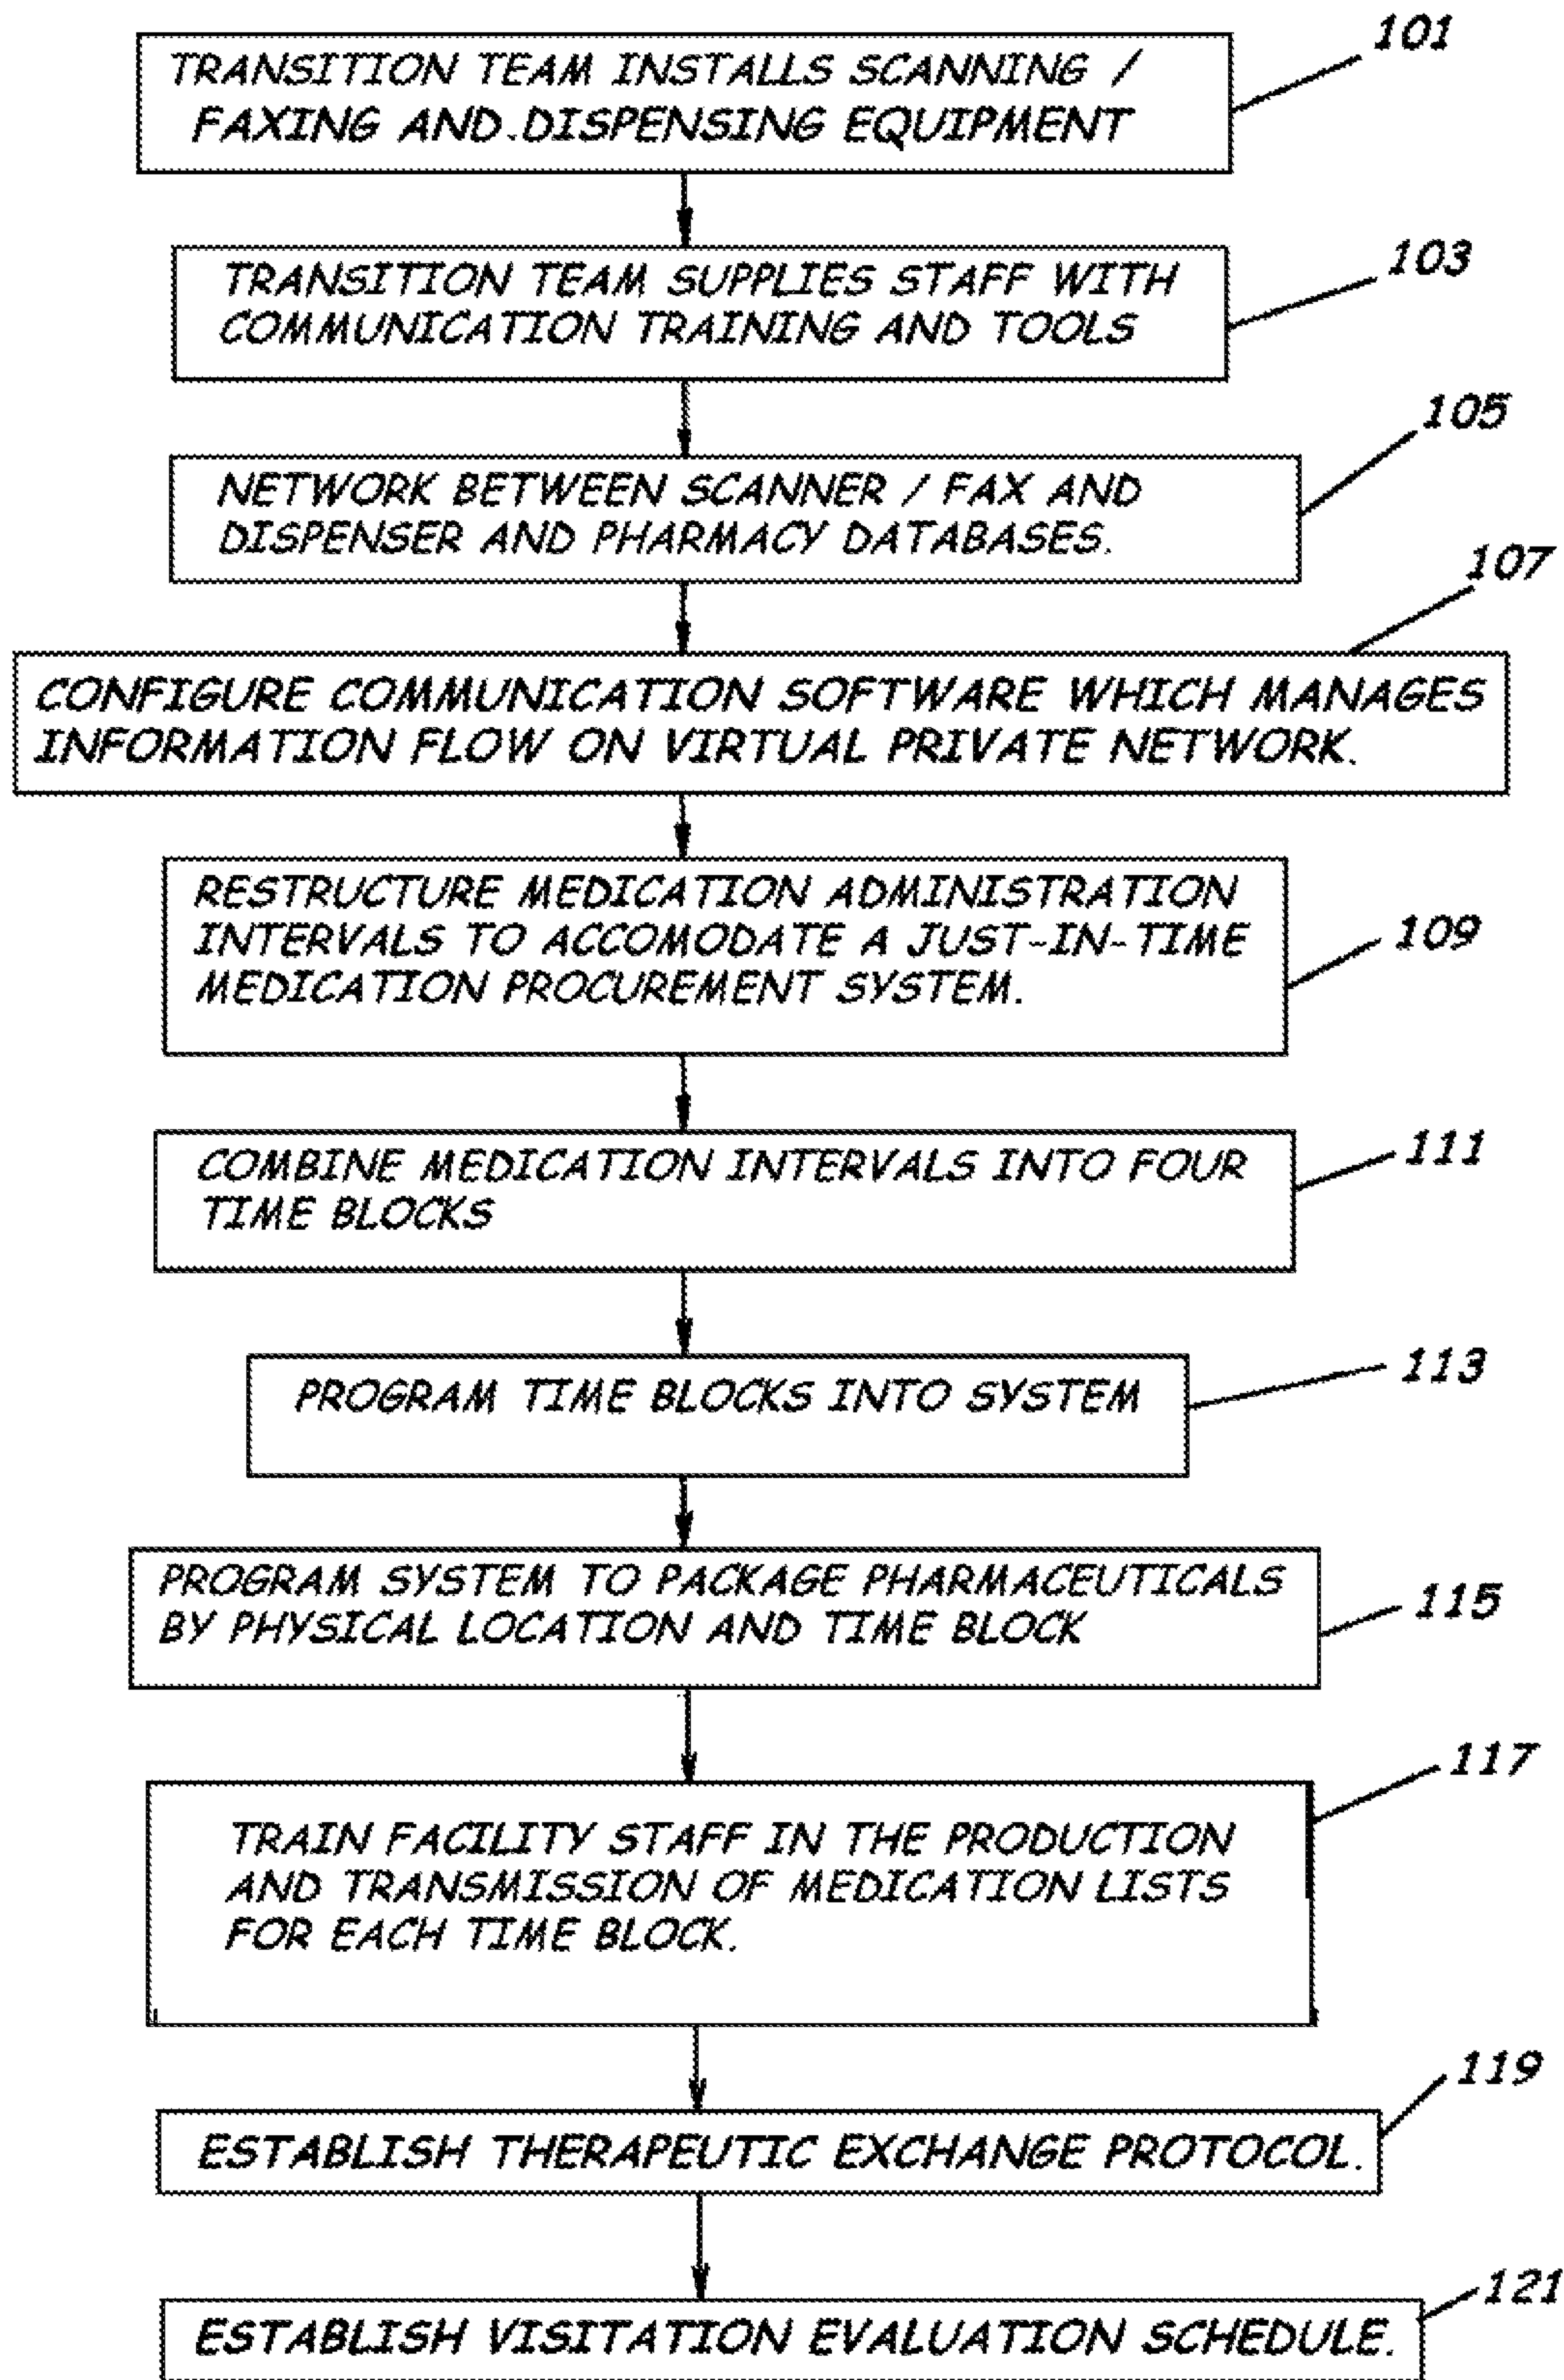 101
TRANSITION TEAM INSTALLS SCANNING /
FAXING AND DISPENSING EQUIPMENT
103
TRANSITION TEAM SUPPLIES STAFF WITH
COMMUNICATION TRAINING AND TOOLS
105
NETWORK BETWEEN SCANNER / FAX AND
DISPENSER AND PHARMACY DATABASES.
107
CONFIGURE COMMUNICATION SOFTWARE WHICH MANAGES
INFORMATION FLOW ON VIRTUAL PRIVATE NETWORK.
RESTRUCTURE MEDICATION ADMINISTRATION
INTERVALS TO ACCOMODATE A JUST-IN-TIME
MEDICATION PROCUREMENT SYSTEM.
109
COMBINE MEDICATION INTERVALS INTO FOUR
TIME BLOCKS
111
PROGRAM TIME BLOCKS INTO SYSTEM
113
PROGRAM SYSTEM TO PACKAGE PHARMACEUTICALS
BY PHYSICAL LOCATION AND TIME BLOCK
115
117
TRAIN FACILITY STAFF IN THE PRODUCTION
AND TRANSMISSION OF MEDICATION LISTS
FOR EACH TIME BLOCK.
119
ESTABLISH THERAPEUTIC EXCHANGE PROTOCOL.
121
ESTABLISH VISITATION EVALUATION SCHEDULE.